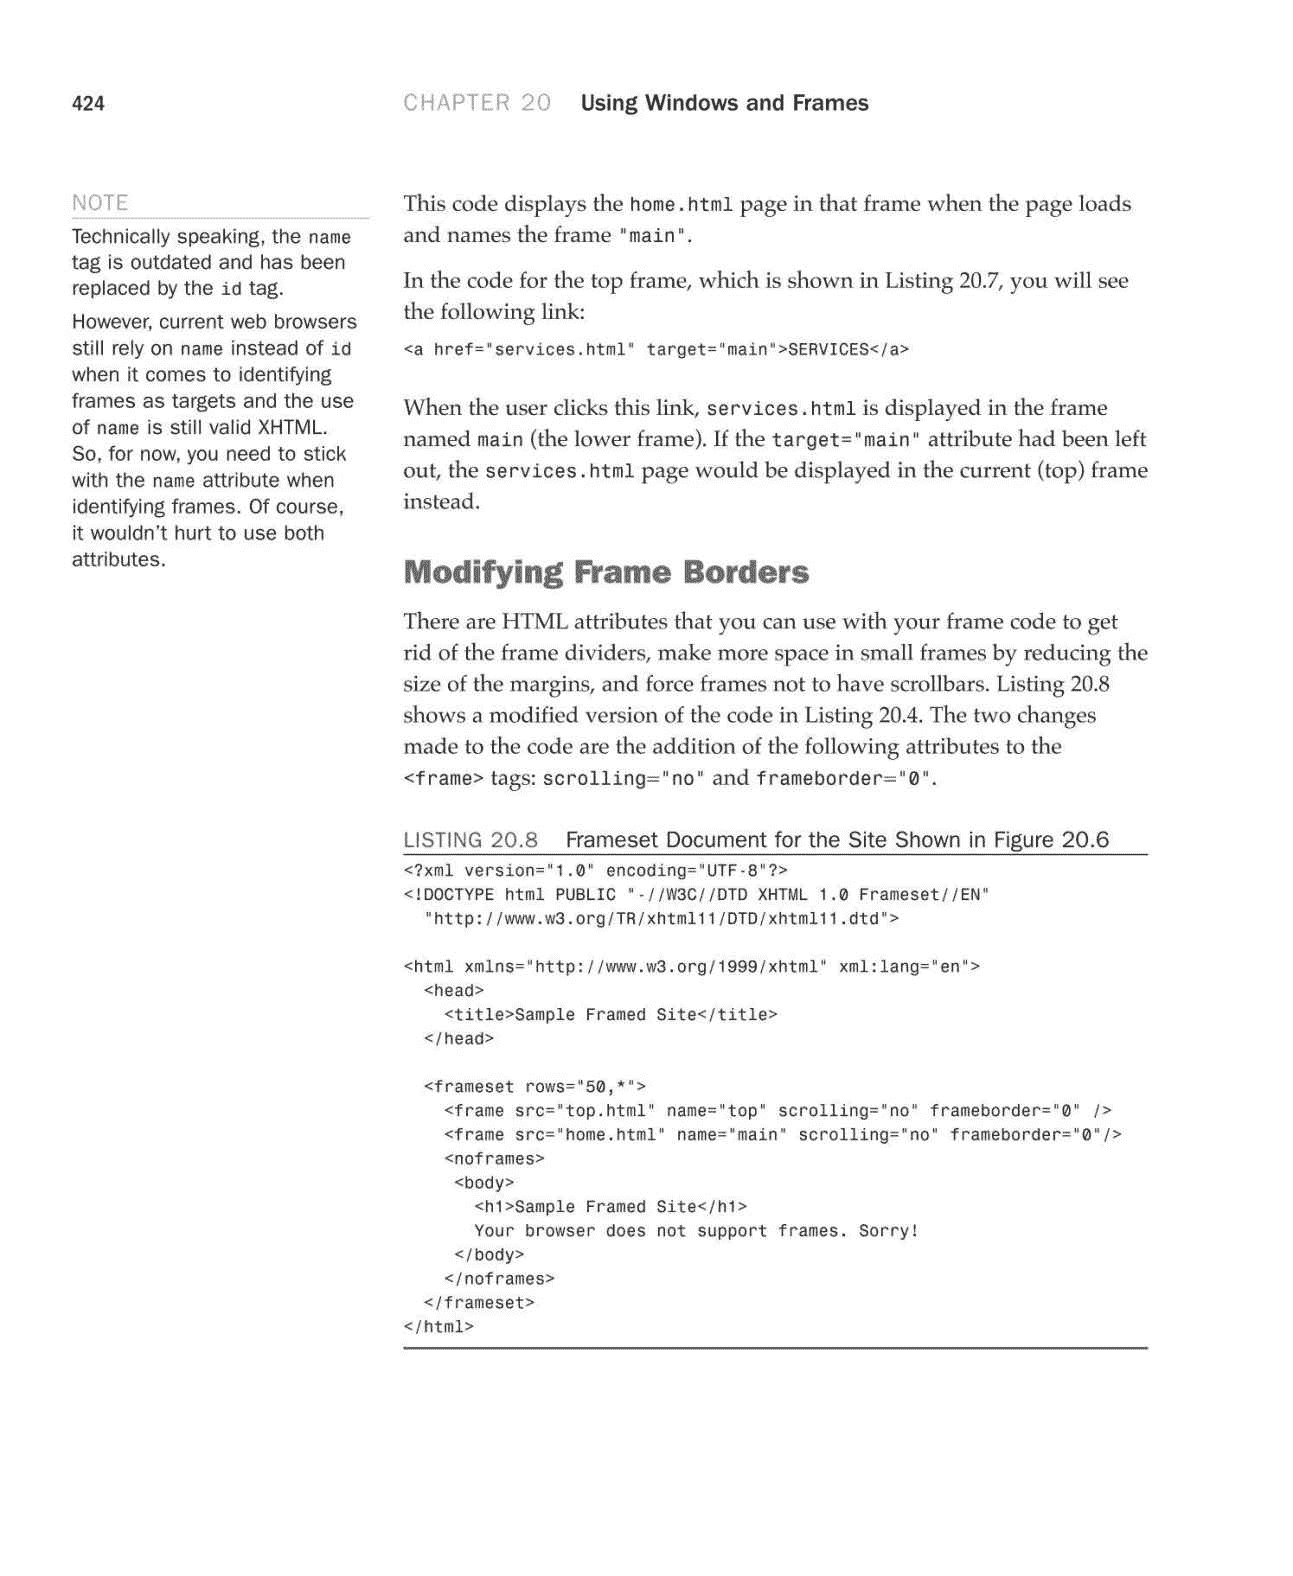 424
CHAPTER 20 Using Windows and Frames
NOTE
Technically speaking, the name
tag is outdated and has been
replaced by the id tag.
However, current web browsers
still rely on name instead of id
when it comes to identifying
frames as targets and the use
of name is still valid XHTML.
So, for now, you need to stick
with the name attribute when
identifying frames. Of course,
it wouldn't hurt to use both
attributes.
This code displays the home.html page in that frame when the page loads
and names the frame "main".
In the code for the top frame, which is shown in Listing 20.7, you will see
the following link:
<a href="services.html" target="main">SERVICES</a>
When the user clicks this link, services.html is displayed in the frame
named main (the lower frame). If the target="main" attribute had been left
out, the services.html page would be displayed in the current (top) frame
instead.
Modifying Frame Borders
There are HTML attributes that you can use with your frame code to get
rid of the frame dividers, make more space in small frames by reducing the
size of the margins, and force frames not to have scrollbars. Listing 20.8
shows a modified version of the code in Listing 20.4. The two changes
made to the code are the addition of the following attributes to the
<frame> tags: scrolling="no" and frameborder="0".
LISTING 20.8 Frameset Document for the Site Shown in Figure 20.6
<?xml version="1.0" encoding="UTF-8"?>
<!DOCTYPE html PUBLIC "-//W3C//DTD XHTML 1.0 Frameset//EN"
  "http://www.w3.org/TR/xhtml11/DTD/xhtml11.dtd">
<html xmlns="http://www.w3.org/1999/xhtml" xml:lang="en">
  <head>
    <title>Sample Framed Site</title>
  </head>
  <frameset rows="50,*">
    <frame src="top.html" name="top" scrolling="no" frameborder="0" />
    <frame src="home.html" name="main" scrolling="no" frameborder="0"/>
    <noframes>
     <body>
       <h1>Sample Framed Site</h1>
       Your browser does not support frames. Sorry!
     </body>
    </noframes>
  </frameset>
</html>